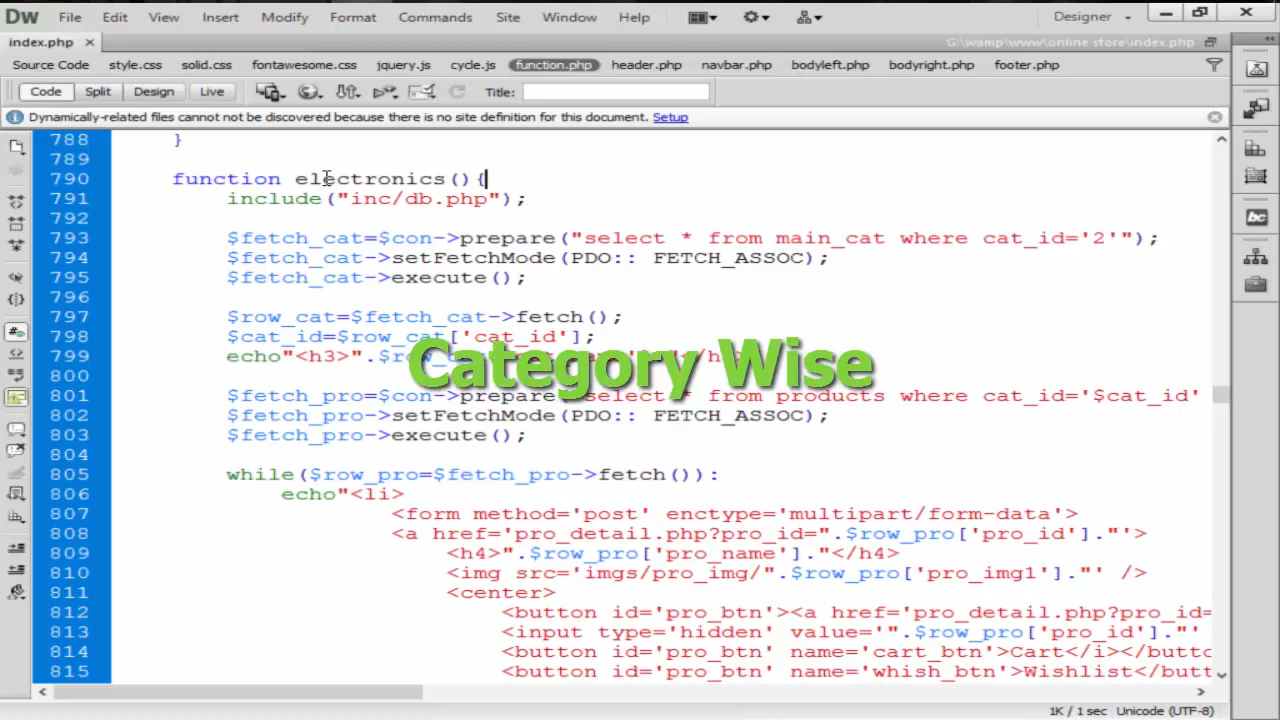 DW File Edit View Insert Modify Format Commands Site Window Help Designer
index.php × G:\wamp\www\online store\index.php
Source Code style.css solid.css fontawesome.css jquery.js cycle.js function.php header.php navbar.php bodyleft.php bodyright.php footer.php
Code Split Design Live Title:
Dynamically-related files cannot not be discovered because there is no site definition for this document. Setup
788 }
789
790 function electronics(){
791 include("inc/db.php");
792
793 $fetch_cat=$con->prepare("select * from main_cat where cat_id='2'");
794 $fetch_cat->setFetchMode(PDO:: FETCH_ASSOC);
795 $fetch_cat->execute();
796
797 $row_cat=$fetch_cat->fetch();
798 $cat_id=$row_cat['cat_id'];
799 echo"<h3>".$
Category Wise
800
801 $fetch_pro=$con->prepare("select * from products where cat_id='$cat_id'
802 $fetch_pro->setFetchMode(PDO:: FETCH_ASSOC);
803 $fetch_pro->execute();
804
805 while($row_pro=$fetch_pro->fetch()):
806 echo"<li>
807 <form method='post' enctype='multipart/form-data'>
808 <a href='pro_detail.php?pro_id=".$row_pro['pro_id']."'>
809 <h4>".$row_pro['pro_name']."</h4>
810 <img src='imgs/pro_img/".$row_pro['pro_img1']."' />
811 <center>
812 <button id='pro_btn'><a href='pro_detail.php?pro_id=
813 <input type='hidden' value='".$row_pro['pro_id']."'
814 <button id='pro_btn' name='cart_btn'>Cart</i></butto
815 <button id='pro_btn' name='whish_btn'>Wishlist</butt
1K / 1 sec Unicode (UTF-8)